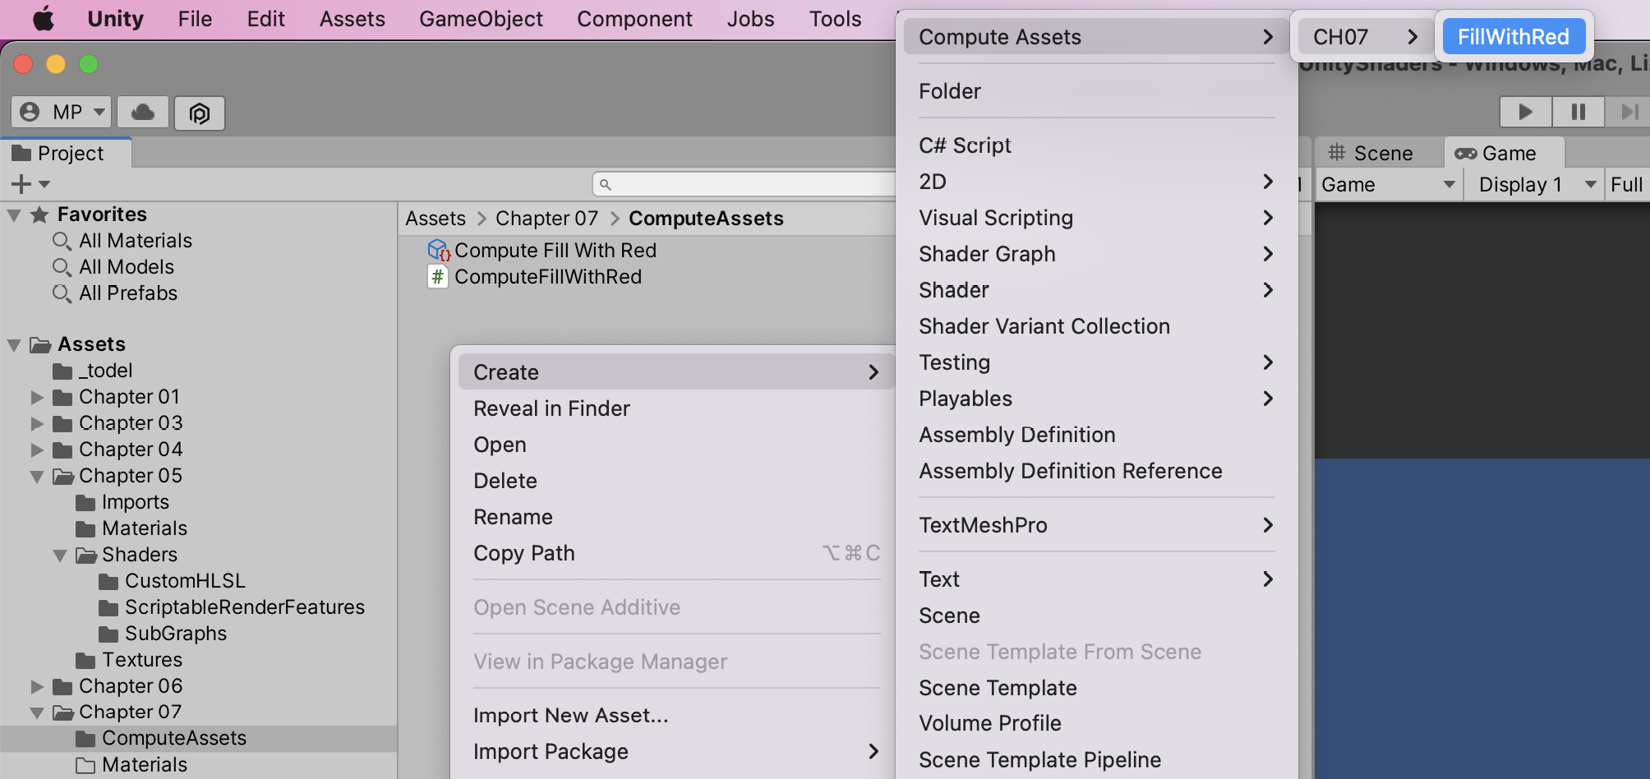 Unity File Edit Assets GameObject Component Jobs Tools
Compute Assets
CH07
FillWithRed
UnityShaders - Windows, Mac, Li
MP
Project
Favorites
All Materials
All Models
All Prefabs
Assets
_todel
Chapter 01
Chapter 03
Chapter 04
Chapter 05
Imports
Materials
Shaders
CustomHLSL
ScriptableRenderFeatures
SubGraphs
Textures
Chapter 06
Chapter 07
ComputeAssets
Materials
Assets > Chapter 07 > ComputeAssets
Compute Fill With Red
ComputeFillWithRed
Create
Reveal in Finder
Open
Delete
Rename
Copy Path ⌥⌘C
Open Scene Additive
View in Package Manager
Import New Asset...
Import Package
Folder
C# Script
2D
Visual Scripting
Shader Graph
Shader
Shader Variant Collection
Testing
Playables
Assembly Definition
Assembly Definition Reference
TextMeshPro
Text
Scene
Scene Template From Scene
Scene Template
Volume Profile
Scene Template Pipeline
Scene Game
Game Display 1 Full